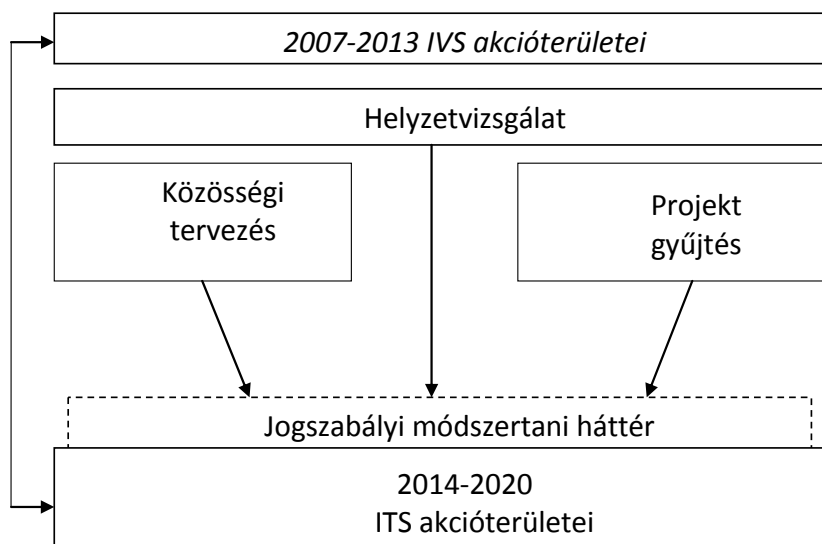 2007-2013 IVS akcióterületei
Helyzetvizsgálat
Közösségi
tervezés
Projekt
gyűjtés
Jogszabályi módszertani háttér
2014-2020
ITS akcióterületei